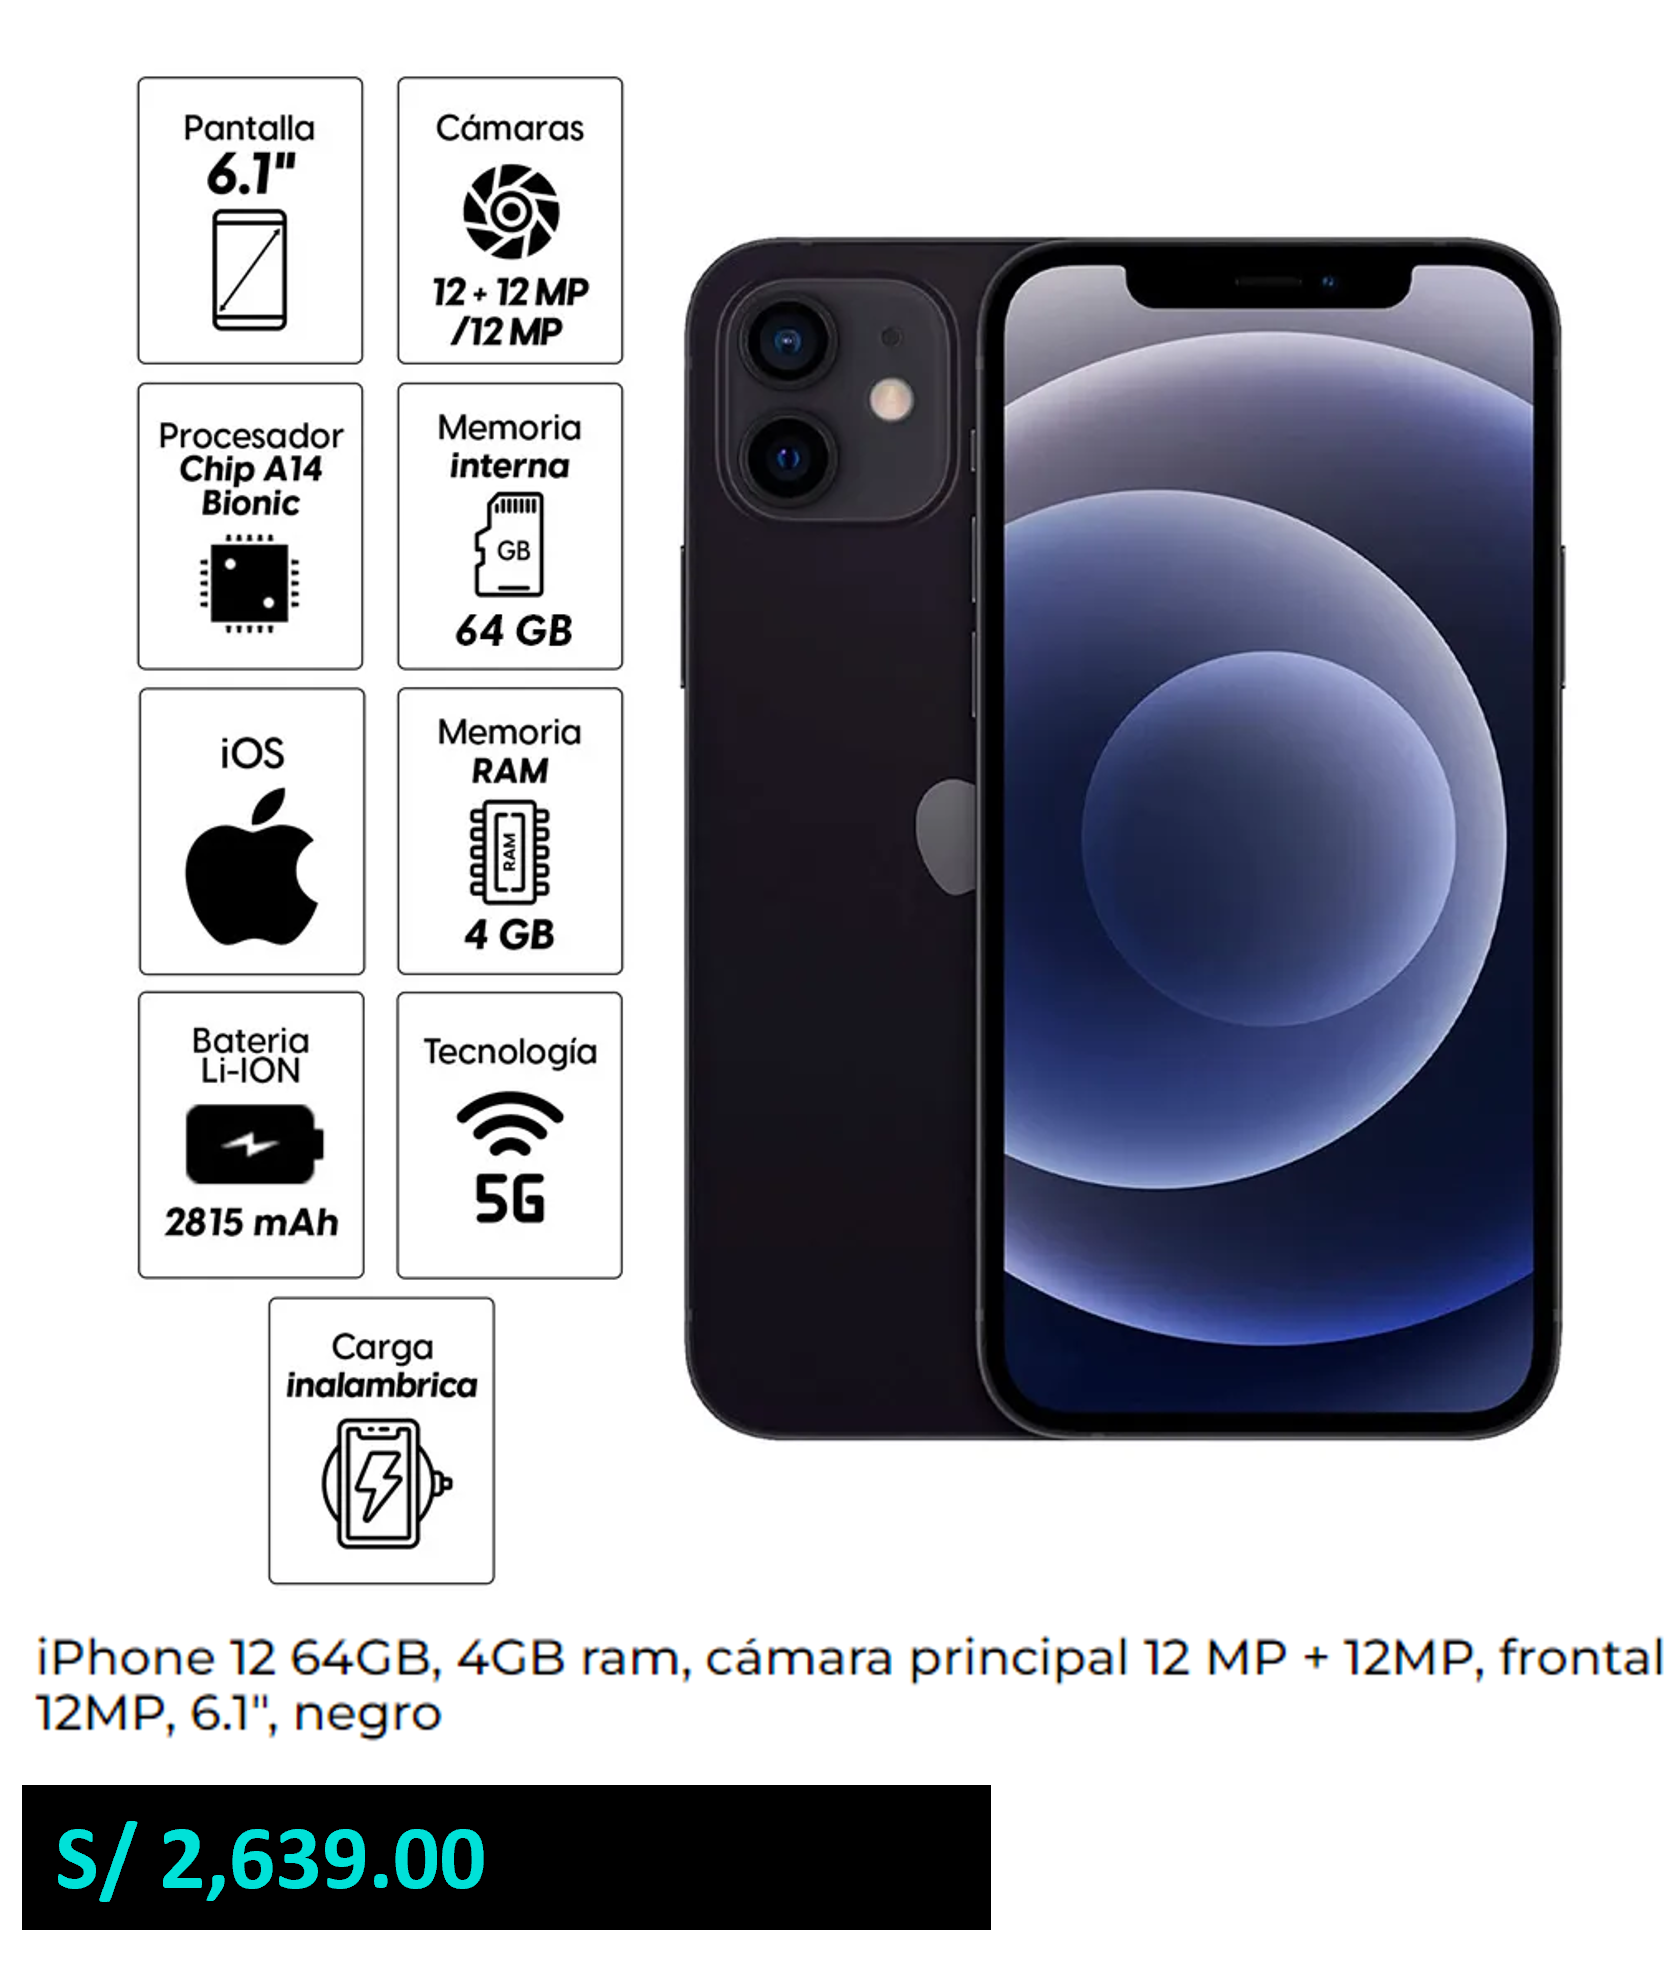 Pantalla
6.1"
Cámaras
12 + 12 MP
/12 MP
Procesador
Chip A14
Bionic
Memoria
interna
GB
64 GB
iOS
Memoria
RAM
RAM
4 GB
Bateria
Li-ION
2815 mAh
Tecnología
5G
Carga
inalambrica
iPhone 12 64GB, 4GB ram, cámara principal 12 MP + 12MP, frontal
12MP, 6.1", negro
S/ 2,639.00